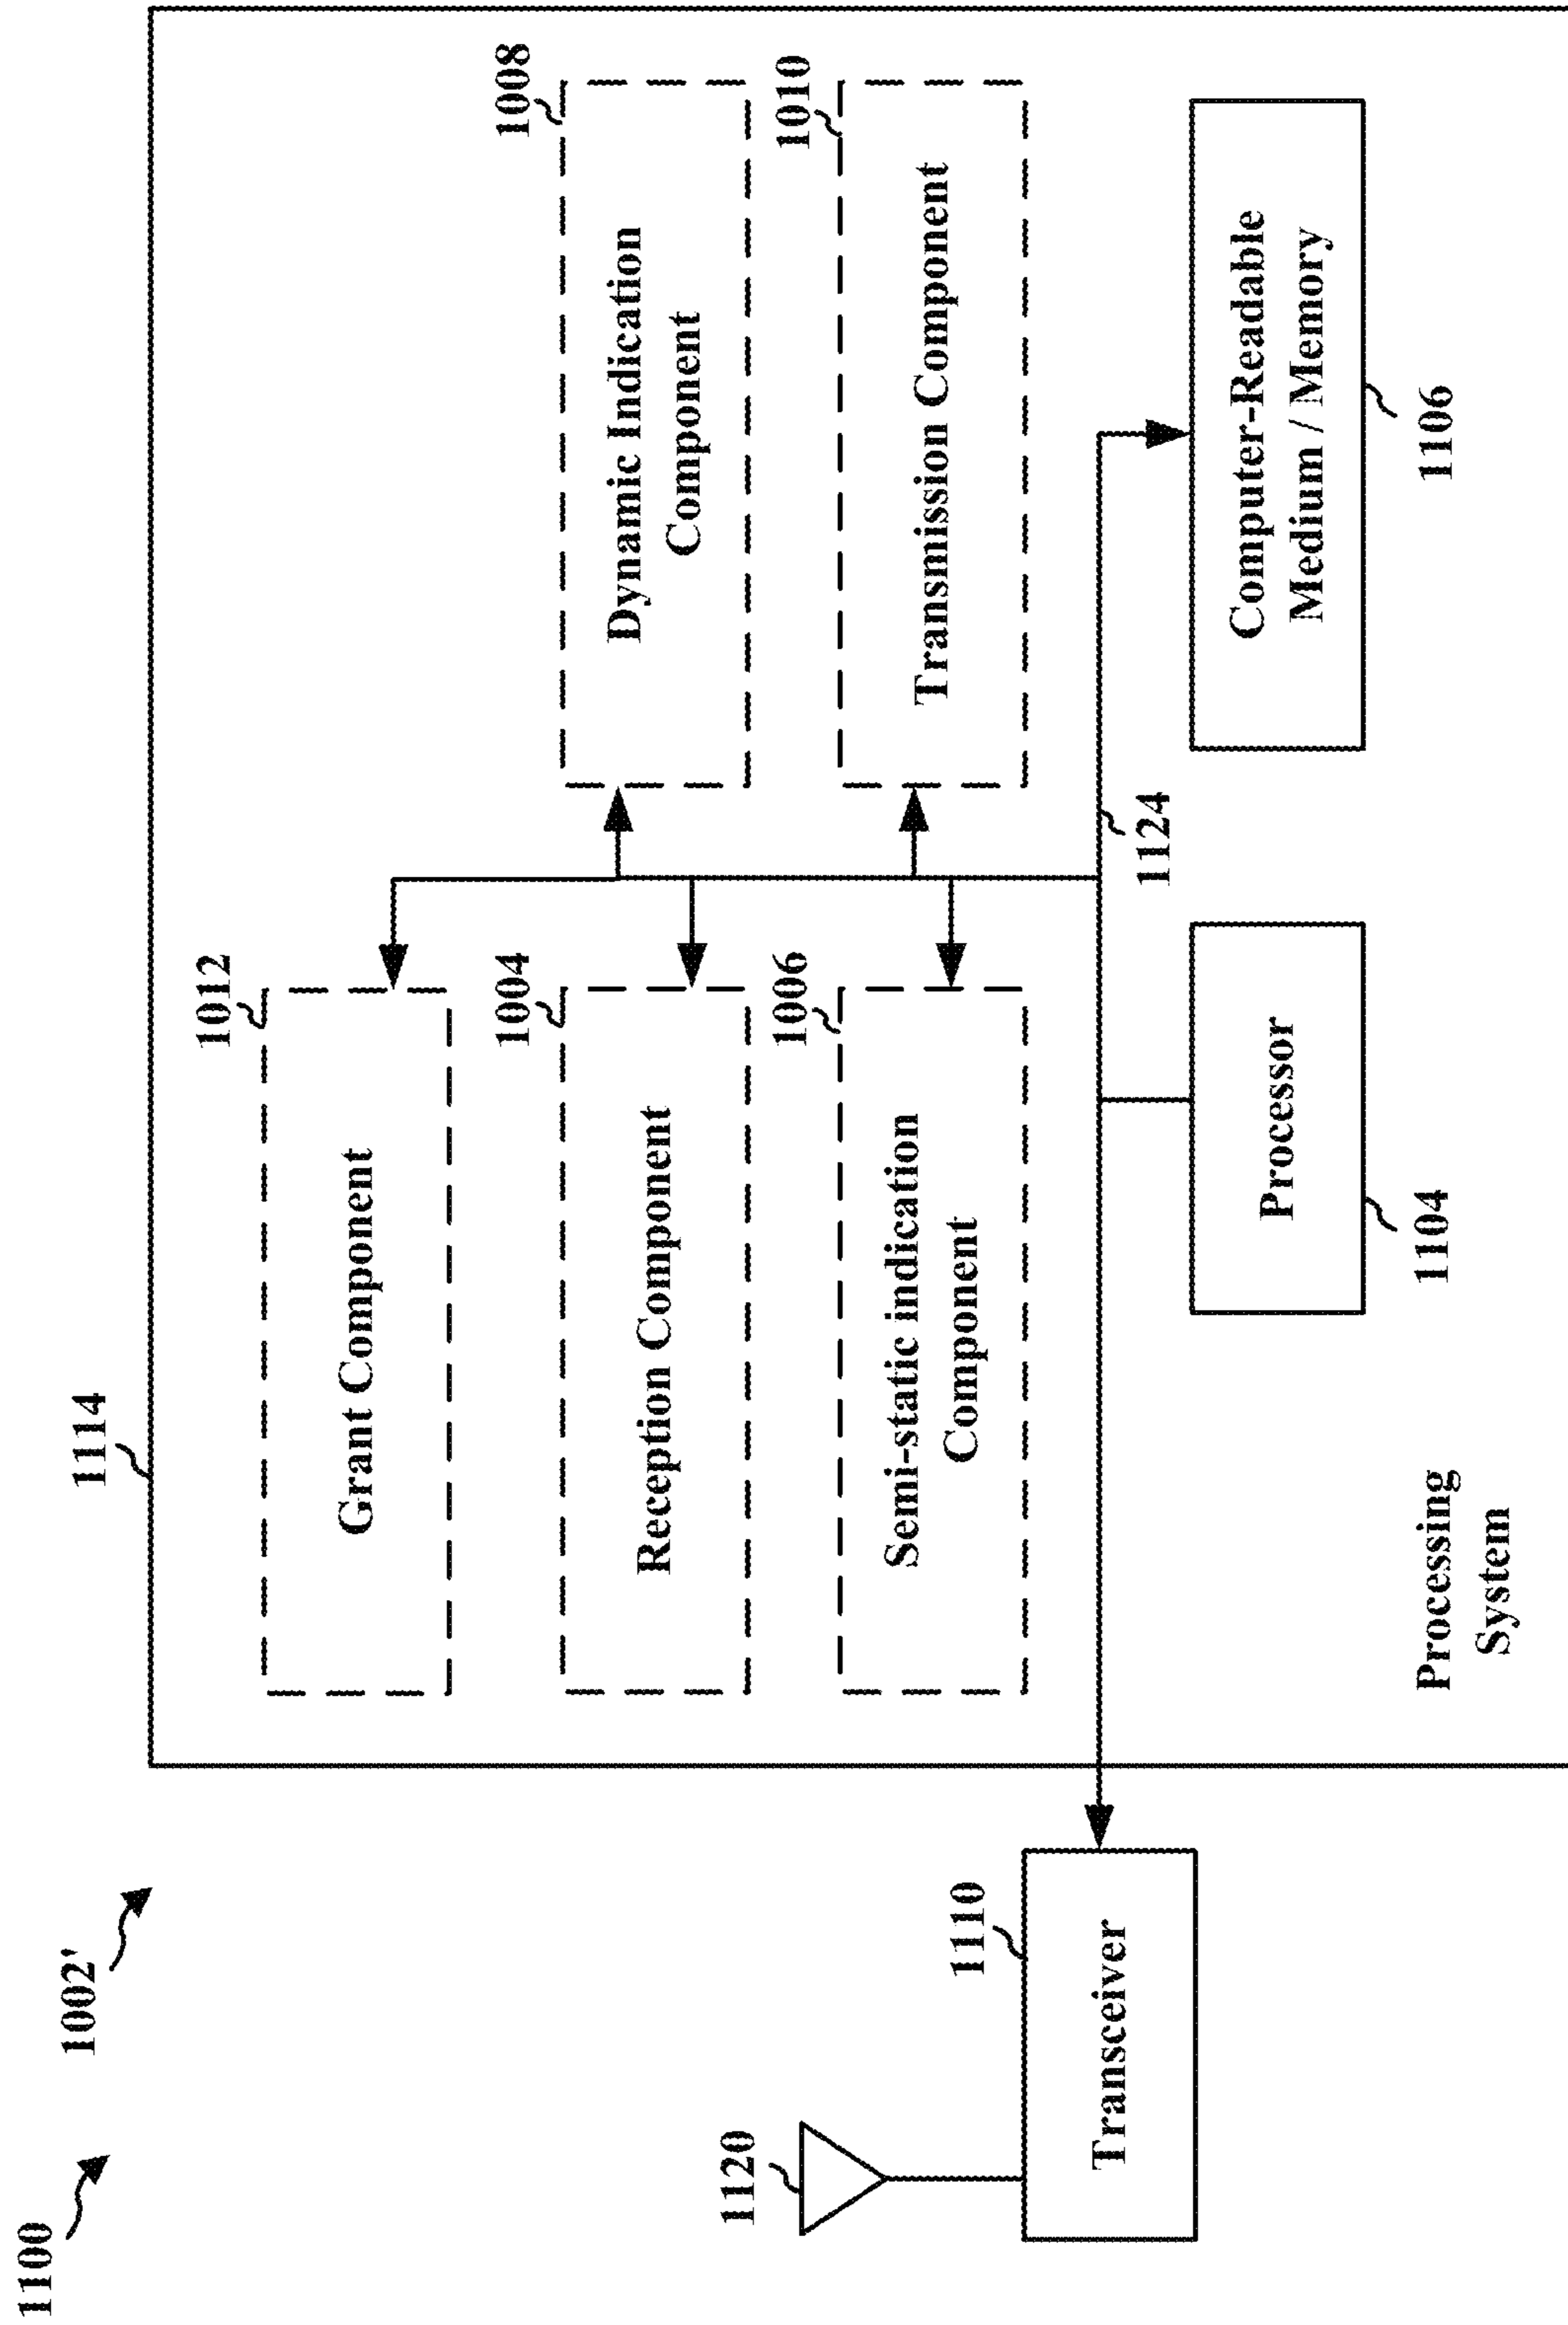 1100
1002'
1114
1012
Grant Component
1004
Reception Component
1008
Dynamic Indication
Component
1006
Semi-static indication
Component
1010
Transmission Component
1120
1110
Transceiver
1124
Processor
1104
Computer-Readable
Medium / Memory
1106
Processing
System